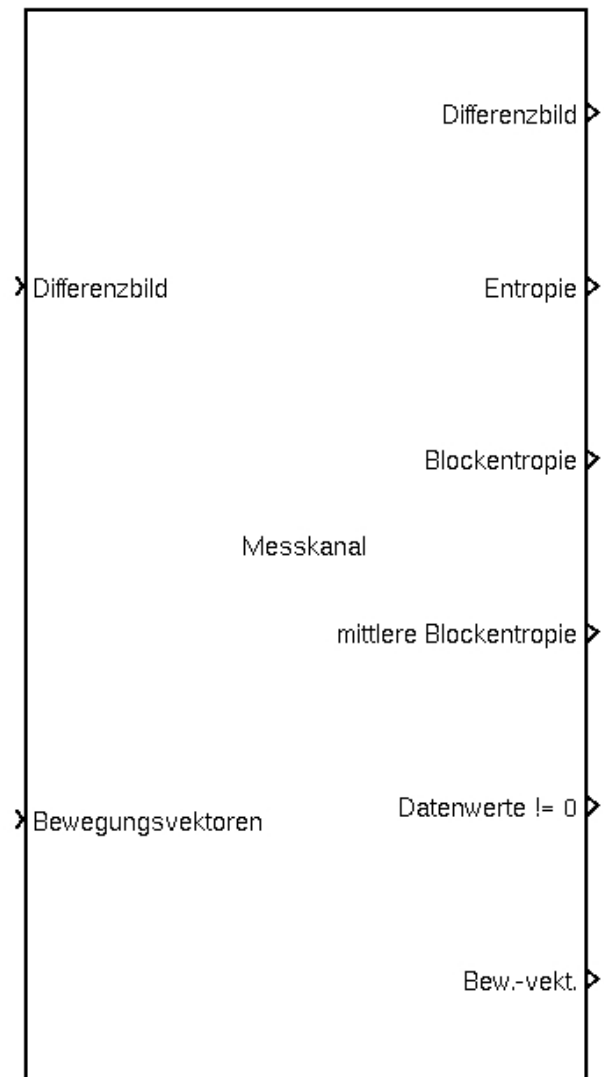 Differenzbild
Differenzbild
Entropie
Blockentropie
Messkanal
mittlere Blockentropie
Datenwerte != 0
Bewegungsvektoren
Bew.-vekt.